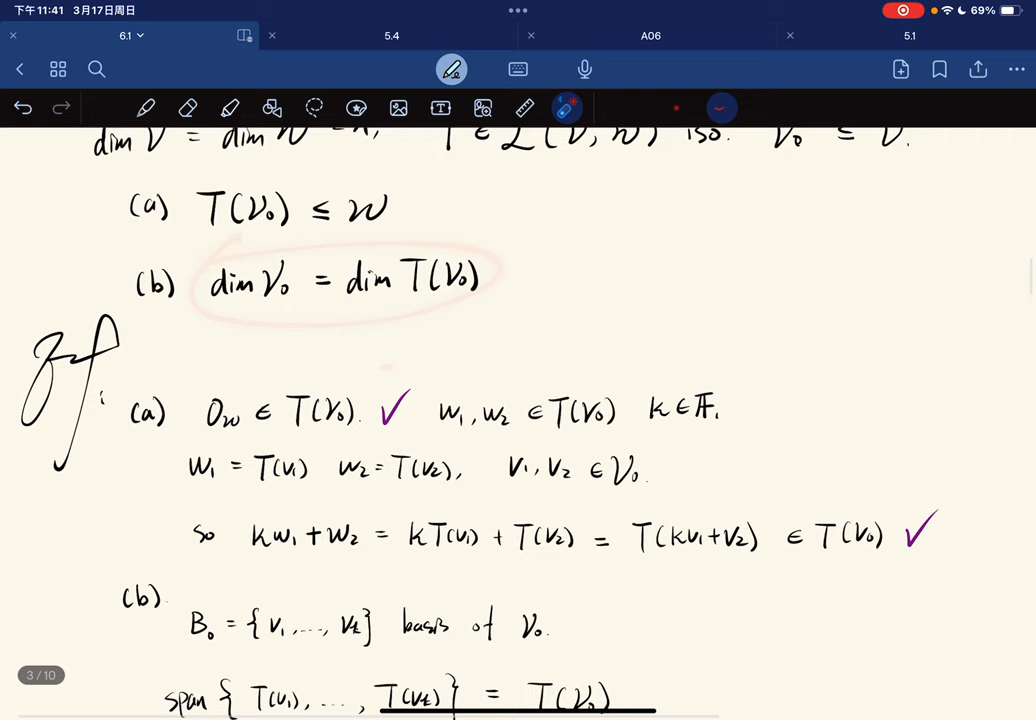 下午11:41 3月17日周日
69%
6.1
5.4
A06
5.1
dim V = dim W = n, T ∈ L(V, W) iso. V₀ ≤ V.
(a) T(V₀) ≤ W
(b) dim V₀ = dim T(V₀)
pf:
(a) 0_W ∈ T(V₀). ✓ w₁, w₂ ∈ T(V₀) k ∈ 𝔽.
w₁ = T(v₁) w₂ = T(v₂), v₁, v₂ ∈ V₀.
so kw₁ + w₂ = kT(v₁) + T(v₂) = T(kv₁+v₂) ∈ T(V₀) ✓
(b).
B₀ = {v₁, ..., v_k} basis of V₀.
span { T(v₁), ..., T(v_k) } = T(V₀)
3 / 10